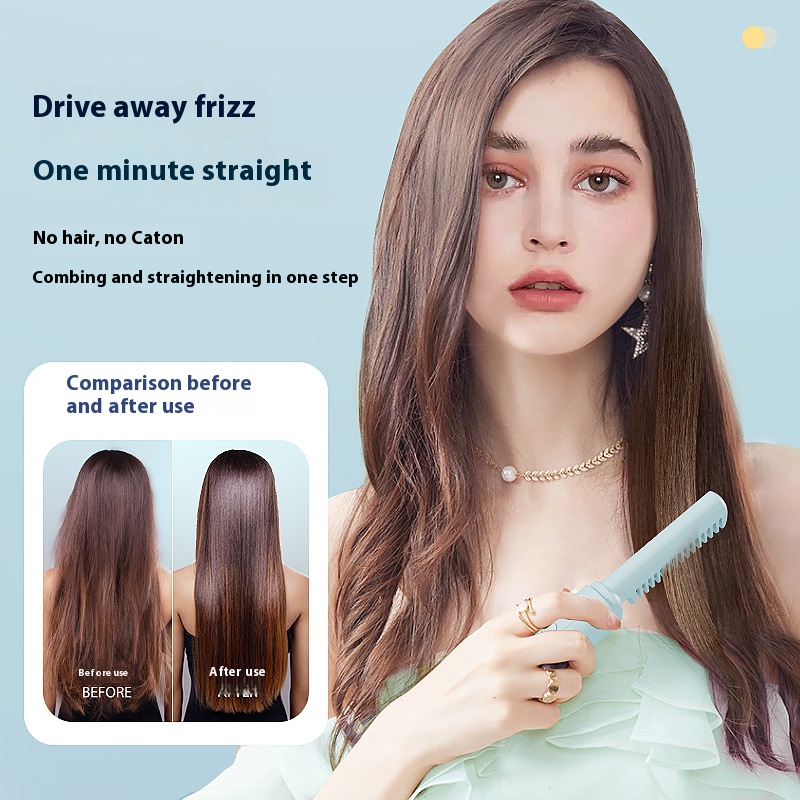 Drive away frizz
One minute straight
No hair, no Caton
Combing and straightening in one step
Comparison before
and after use
Before use
BEFORE
After use